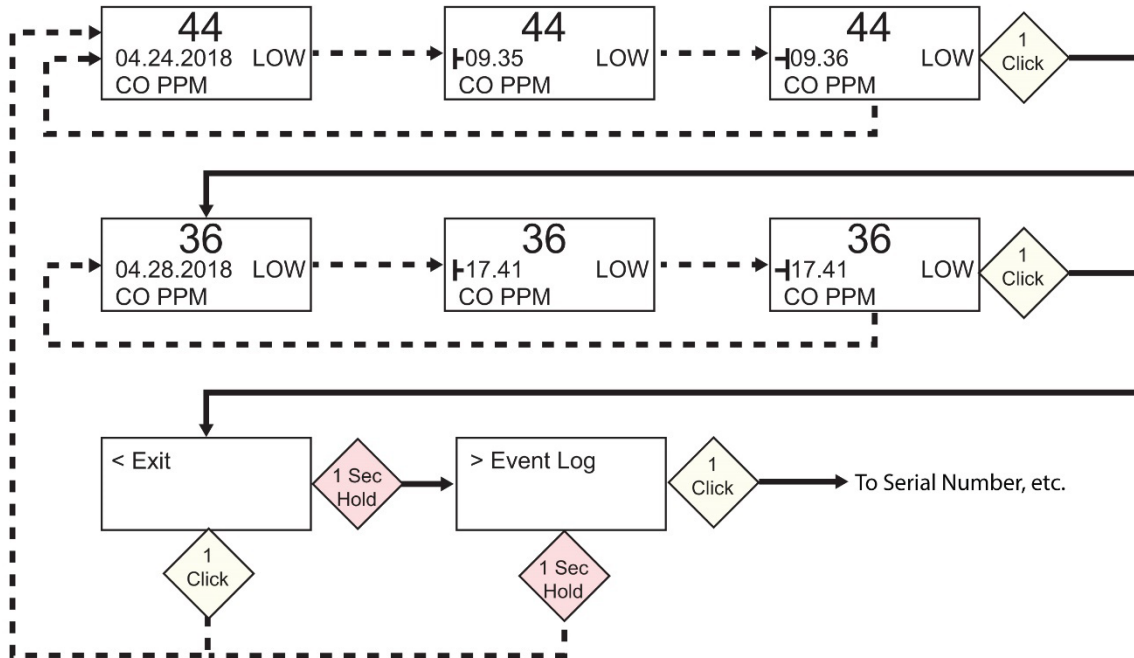 44
04.24.2018 LOW
CO PPM
44
09.35 LOW
CO PPM
44
09.36 LOW
CO PPM
1
Click
36
04.28.2018 LOW
CO PPM
36
17.41 LOW
CO PPM
36
17.41 LOW
CO PPM
1
Click
< Exit
1 Sec
Hold
> Event Log
1
Click
To Serial Number, etc.
1
Click
1 Sec
Hold